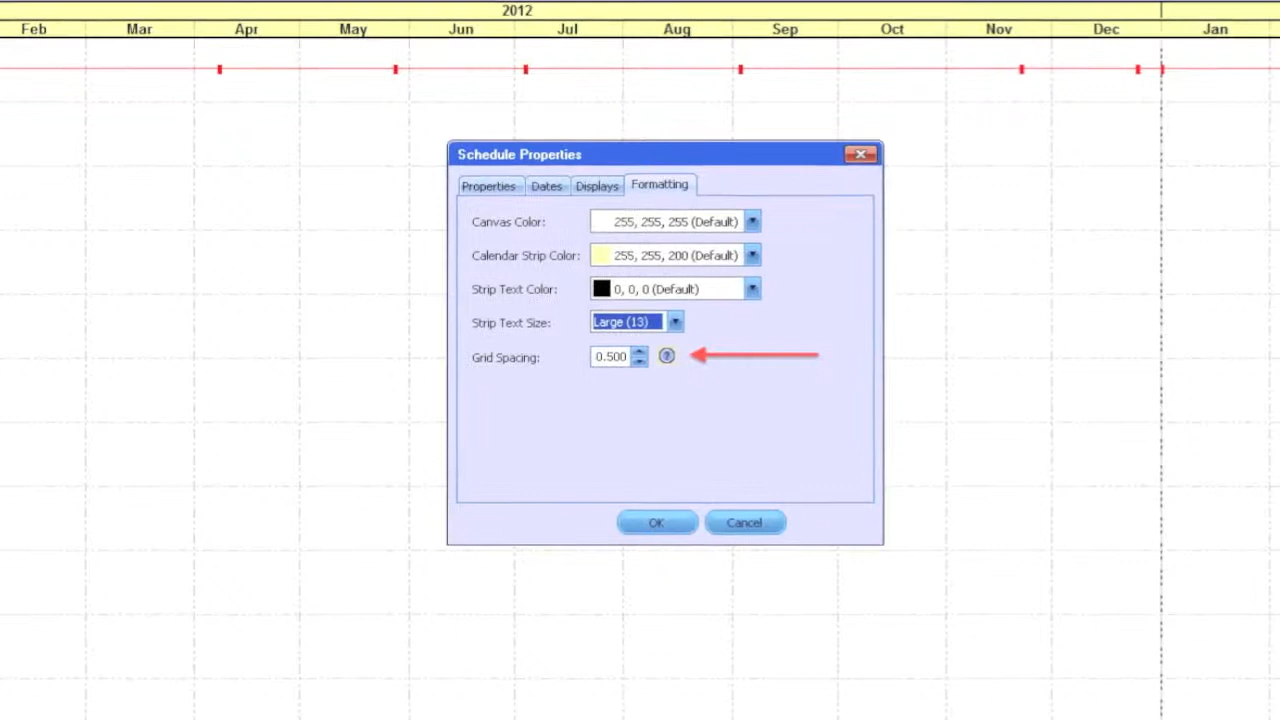 2012
Feb Mar Apr May Jun Jul Aug Sep Oct Nov Dec Jan
Schedule Properties
Properties Dates Displays Formatting
Canvas Color: 255, 255, 255 (Default)
Calendar Strip Color: 255, 255, 200 (Default)
Strip Text Color: 0, 0, 0 (Default)
Strip Text Size: Large (13)
Grid Spacing: 0.500 ?
OK Cancel